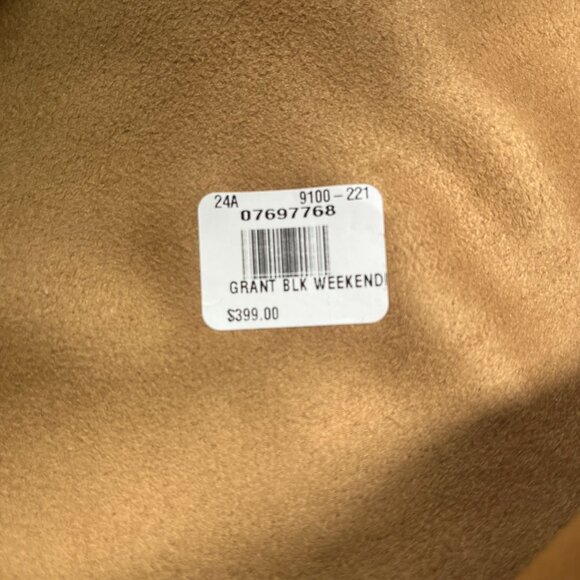 24A 9100-221
07697768
GRANT BLK WEEKEND
$399.00